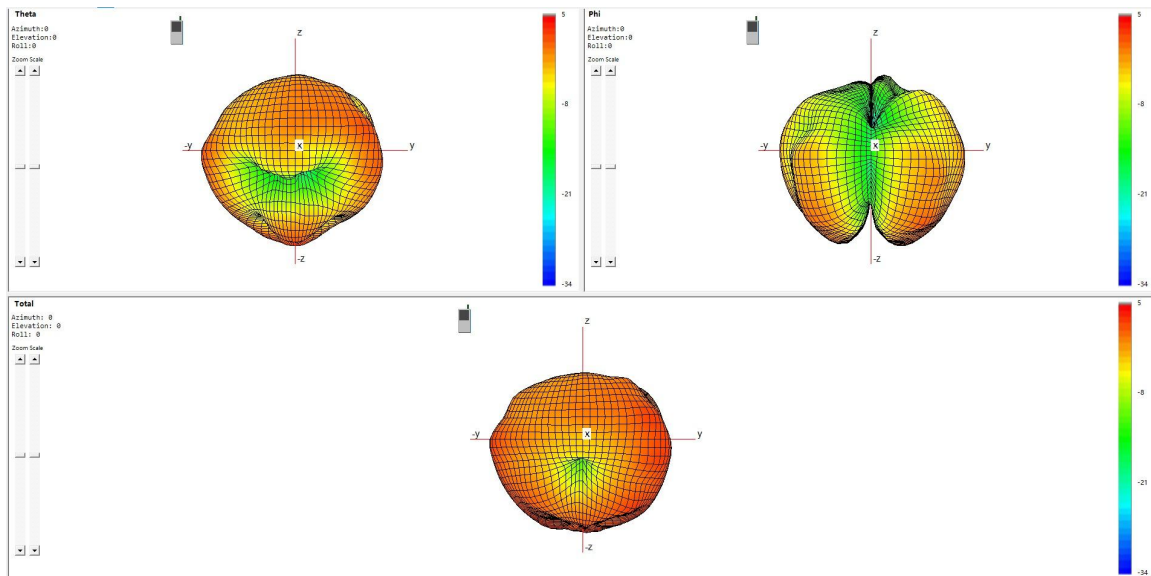 Theta
Azimuth:0
Elevation:0
Roll:0
Zoom Scale
z
-y
x
y
-z
5
-8
-21
-34
Phi
Azimuth:0
Elevation:0
Roll:0
Zoom Scale
z
-y
x
y
-z
5
-8
-21
-34
Total
Azimuth: 0
Elevation: 0
Roll: 0
Zoom Scale
z
-y
x
y
-z
5
-8
-21
-34